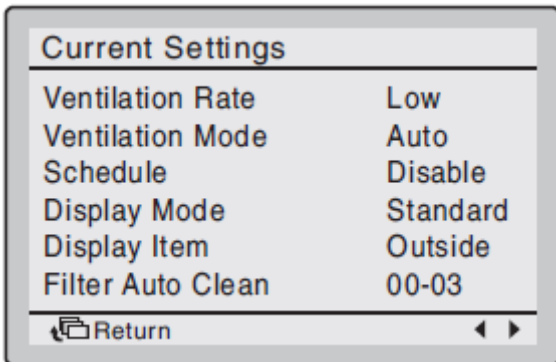 Current Settings
Ventilation Rate Low
Ventilation Mode Auto
Schedule Disable
Display Mode Standard
Display Item Outside
Filter Auto Clean 00-03
Return